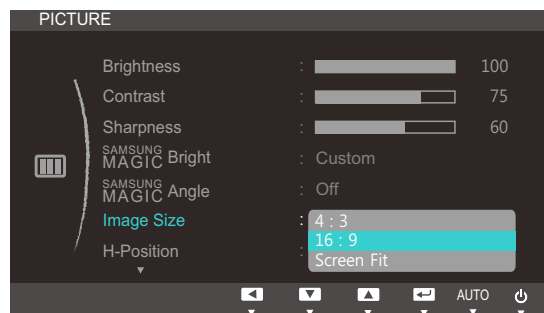 PICTURE
Brightness : 100
Contrast : 75
Sharpness : 60
SAMSUNG MAGIC Bright : Custom
SAMSUNG MAGIC Angle : Off
Image Size : 4 : 3
16 : 9
Screen Fit
H-Position :
AUTO